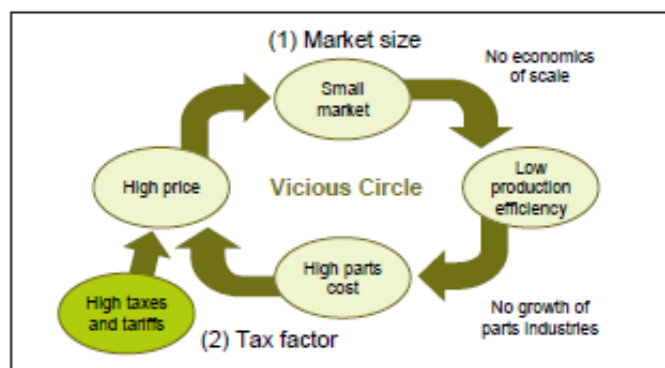 (1) Market size
No economics
of scale
Small
market
High price
Vicious Circle
Low
production
efficiency
High parts
cost
High taxes
and tariffs
(2) Tax factor
No growth of
parts industries